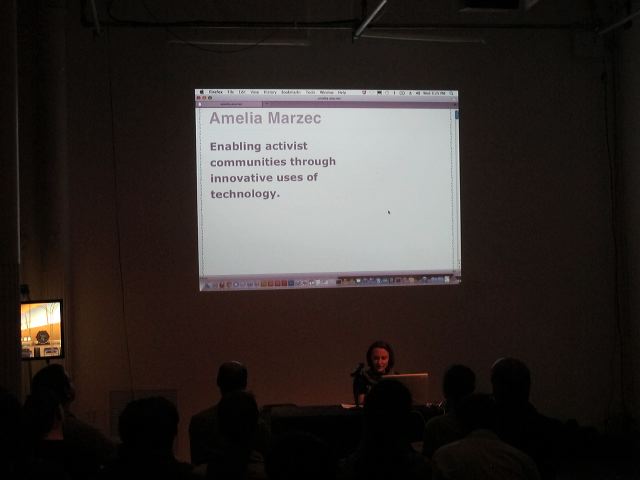 Firefox File Edit View History Bookmarks Tools Window Help
Amelia Marzec
Enabling activist
communities through
innovative uses of
technology.